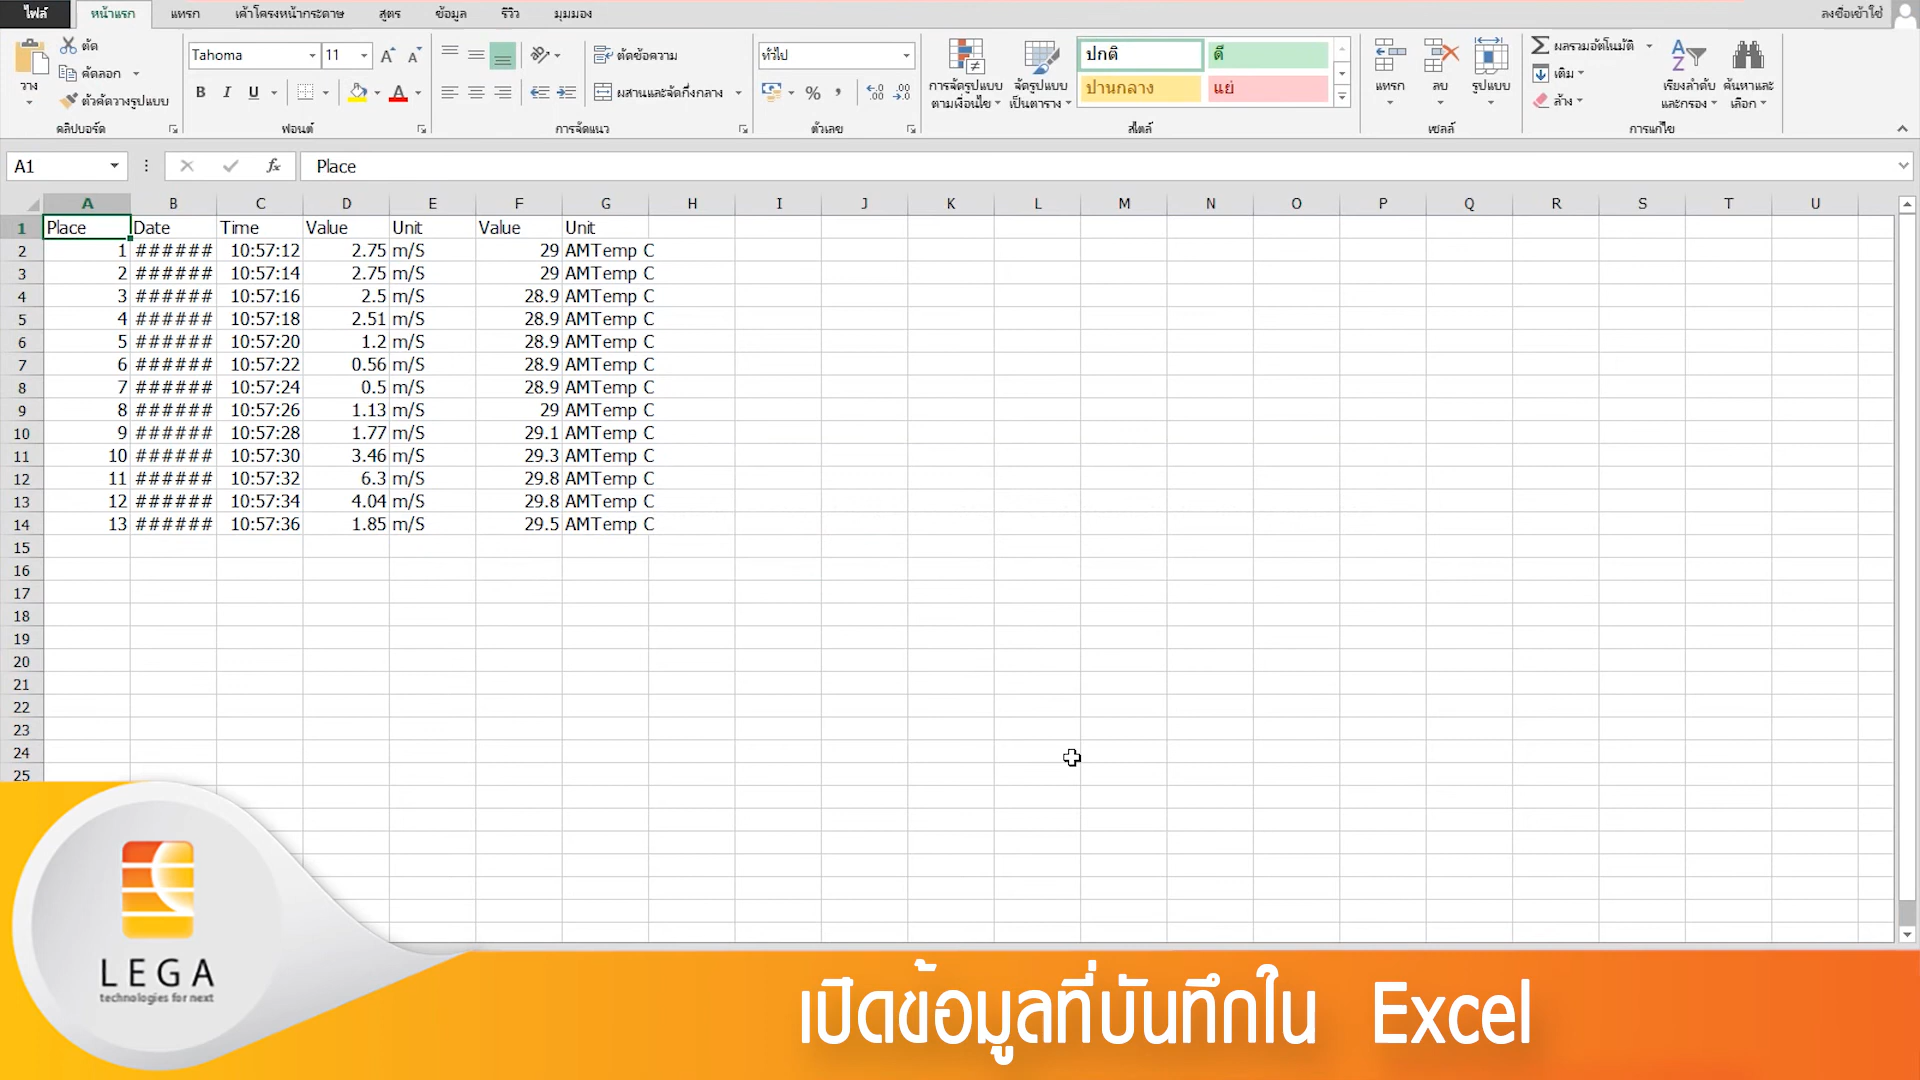 ไฟล์ หน้าแรก แทรก เค้าโครงหน้ากระดาษ สูตร ข้อมูล รีวิว มุมมอง ลงชื่อเข้าใช้
วาง ตัด คัดลอก ตัวคัดวางรูปแบบ คลิปบอร์ด
Tahoma 11 A A B I U A ฟอนต์
ตัดข้อความ ผสานและจัดกึ่งกลาง การจัดแนว
ทั่วไป % , ตัวเลข
การจัดรูปแบบตามเงื่อนไข จัดรูปแบบเป็นตาราง ปกติ ดี ปานกลาง แย่ สไตล์
แทรก ลบ รูปแบบ เซลล์
ผลรวมอัตโนมัติ เติม ล้าง เรียงลำดับและกรอง ค้นหาและเลือก การแก้ไข
A1 fx Place
A B C D E F G H I J K L M N O P Q R S T U
1 Place Date Time Value Unit Value Unit
2 1 ###### 10:57:12 2.75 m/S 29 AMTemp C
3 2 ###### 10:57:14 2.75 m/S 29 AMTemp C
4 3 ###### 10:57:16 2.5 m/S 28.9 AMTemp C
5 4 ###### 10:57:18 2.51 m/S 28.9 AMTemp C
6 5 ###### 10:57:20 1.2 m/S 28.9 AMTemp C
7 6 ###### 10:57:22 0.56 m/S 28.9 AMTemp C
8 7 ###### 10:57:24 0.5 m/S 28.9 AMTemp C
9 8 ###### 10:57:26 1.13 m/S 29 AMTemp C
10 9 ###### 10:57:28 1.77 m/S 29.1 AMTemp C
11 10 ###### 10:57:30 3.46 m/S 29.3 AMTemp C
12 11 ###### 10:57:32 6.3 m/S 29.8 AMTemp C
13 12 ###### 10:57:34 4.04 m/S 29.8 AMTemp C
14 13 ###### 10:57:36 1.85 m/S 29.5 AMTemp C
15
16
17
18
19
20
21
22
23
24
25
LEGA
technologies for next
เปิดข้อมูลที่บันทึกใน Excel